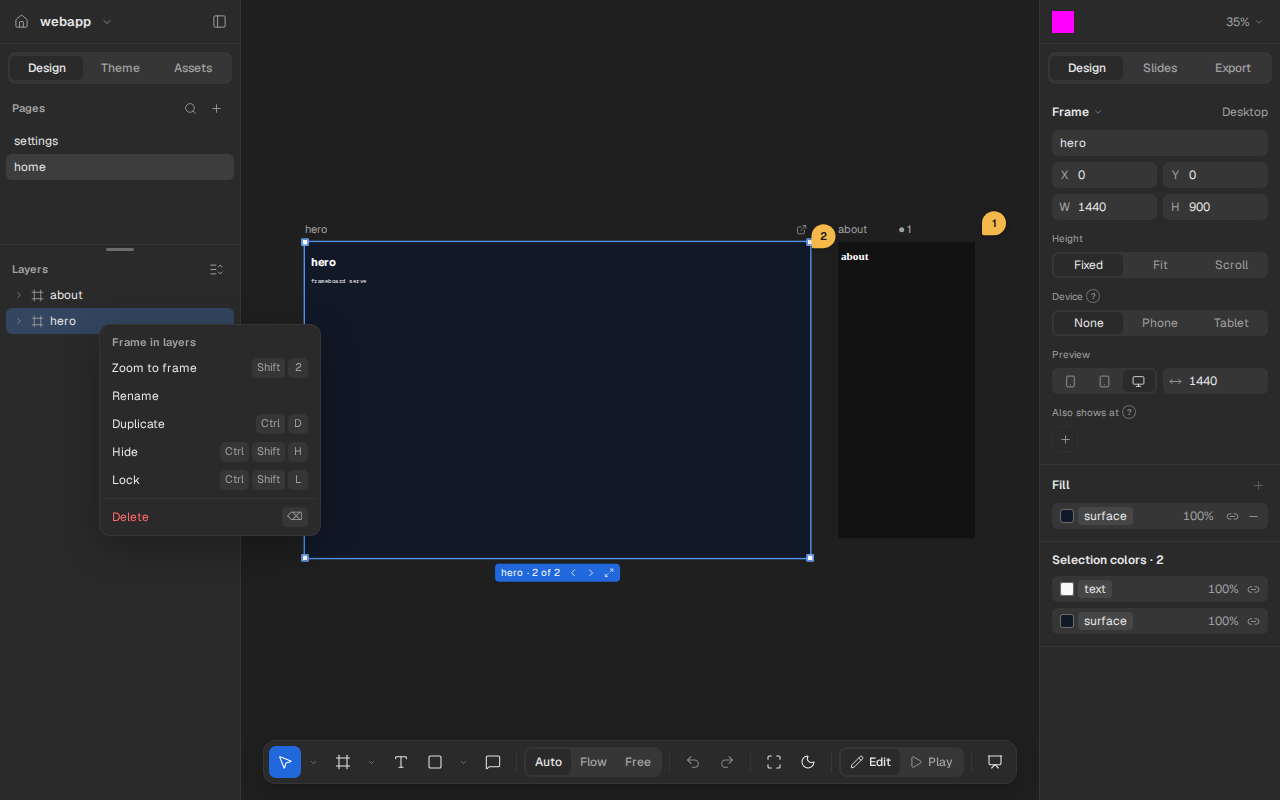 webapp
Design Theme Assets
Pages
settings
home
Layers
about
hero
Frame in layers
Zoom to frame Shift 2
Rename
Duplicate Ctrl D
Hide Ctrl Shift H
Lock Ctrl Shift L
Delete ⌫
hero
2
about 1
1
hero
frameboard serve
about
hero · 2 of 2
Auto Flow Free
Edit Play
35%
Design Slides Export
Frame Desktop
hero
X 0 Y 0
W 1440 H 900
Height
Fixed Fit Scroll
Device ?
None Phone Tablet
Preview
1440
Also shows at ?
Fill
surface 100%
Selection colors · 2
text 100%
surface 100%